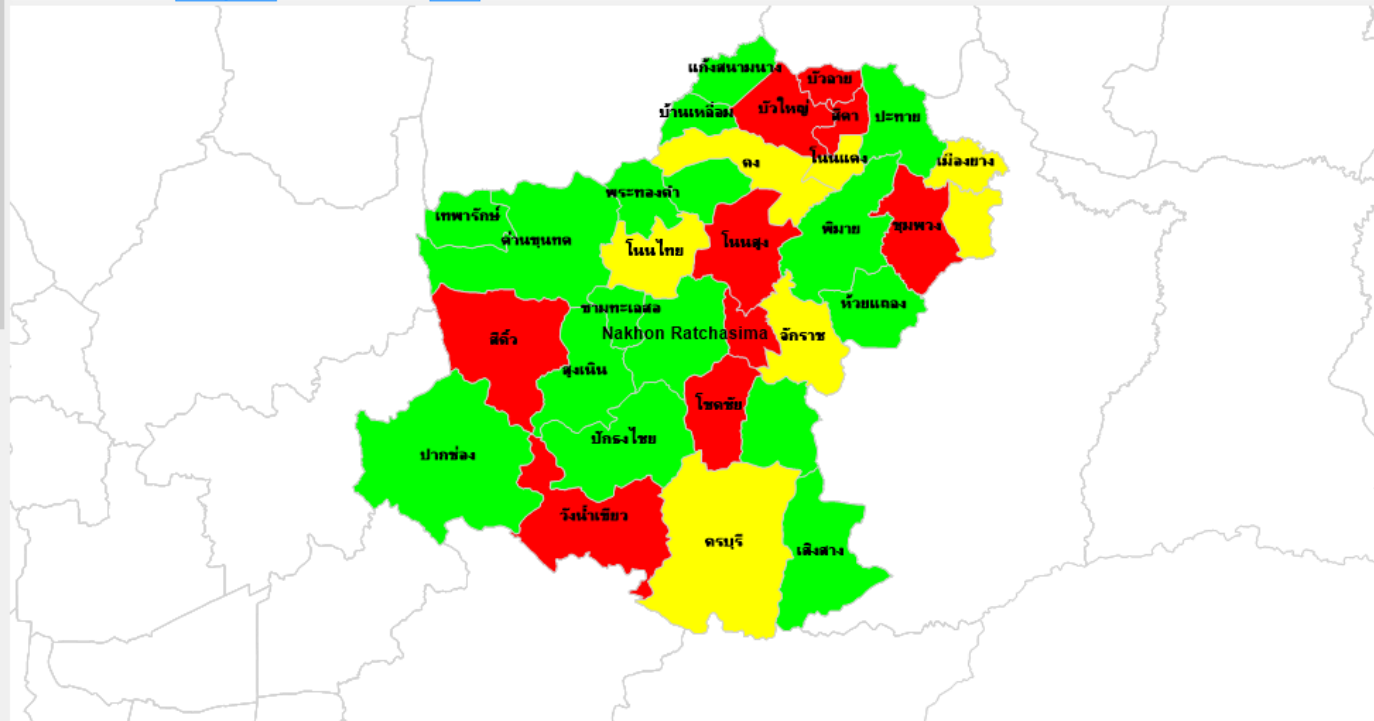 แก้งสนามนาง
บัวลาย
บ้านเหลื่อม
บัวใหญ่
สีดา
ปะทาย
คง
โนนแดง
เมืองยาง
พระทองคำ
เทพารักษ์
ด่านขุนทด
โนนไทย
โนนสูง
พิมาย
ชุมพวง
ขามทะเลสอ
ห้วยแถลง
สีคิ้ว
Nakhon Ratchasima
จักราช
สูงเนิน
โชคชัย
ปากช่อง
ปักธงไชย
วังน้ำเขียว
ครบุรี
เสิงสาง